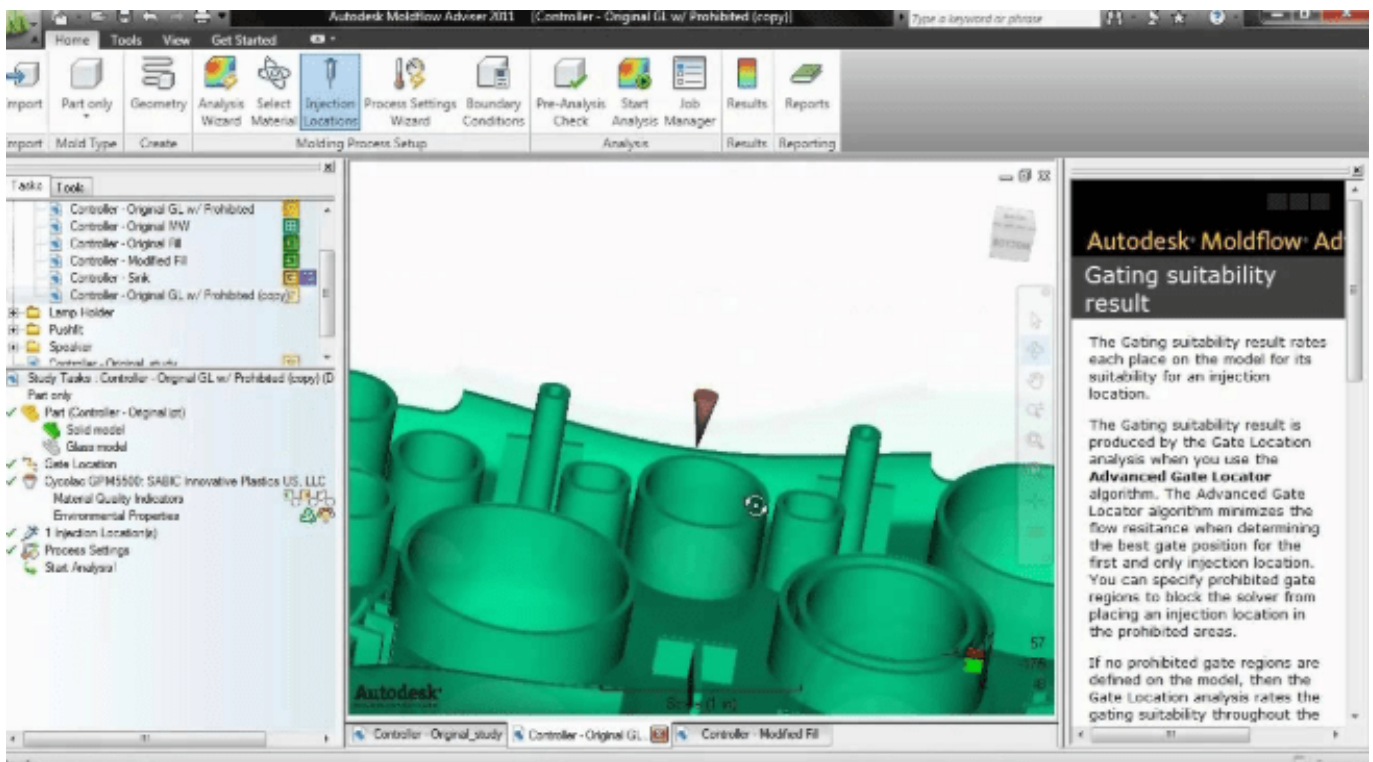 Autodesk Moldflow Adviser 2011 [Controller - Original GL w/ Prohibited (copy)]
Type a keyword or phrase
Home Tools View Get Started
Import Part only Geometry Analysis Wizard Select Material Injection Locations Process Settings Wizard Boundary Conditions Pre-Analysis Check Start Analysis Job Manager Results Reports
Import Mold Type Create Molding Process Setup Analysis Results Reporting
Tasks Tools
Controller - Original GL w/ Prohibited
Controller - Original MW
Controller - Original Fill
Controller - Modified Fill
Controller - Sink
Controller - Original GL w/ Prohibited (copy)
Lamp Holder
Pushfit
Speaker
Controller - Original_study
Study Tasks : Controller - Original GL w/ Prohibited (copy) (D
Part only
Part (Controller - Original.ipt)
Solid model
Glass model
Gate Location
Cycolac GPM5500: SABIC Innovative Plastics US, LLC
Material Quality Indicators
Environmental Properties
1 Injection Location(s)
Process Settings
Start Analysis!
57
-176
Autodesk
Controller - Original_study
Controller - Original GL
Controller - Modified Fill
Autodesk Moldflow Ad
Gating suitability
result
The Gating suitability result rates
each place on the model for its
suitability for an injection
location.
The Gating suitability result is
produced by the Gate Location
analysis when you use the
Advanced Gate Locator
algorithm. The Advanced Gate
Locator algorithm minimizes the
flow resitance when determining
the best gate position for the
first and only injection location.
You can specify prohibited gate
regions to block the solver from
placing an injection location in
the prohibited areas.
If no prohibited gate regions are
defined on the model, then the
Gate Location analysis rates the
gating suitability throughout the